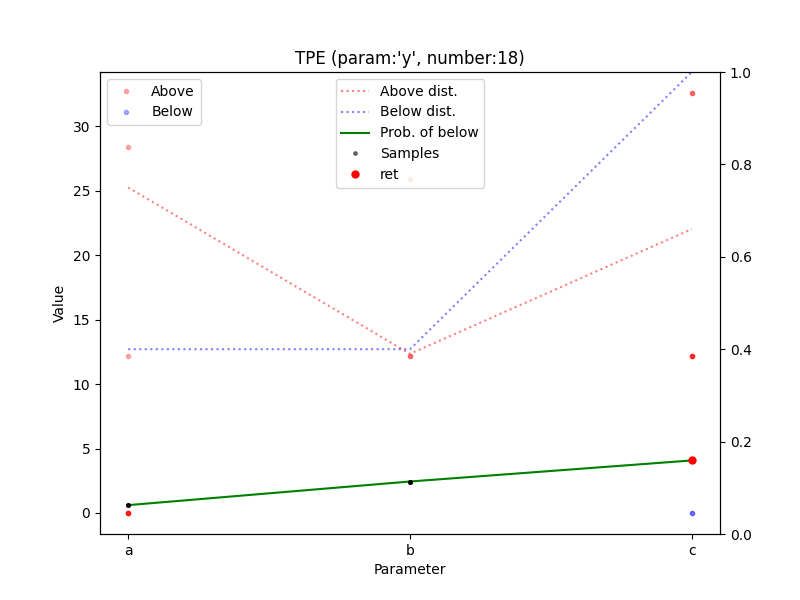 TPE (param:'y', number:18)
Above
Below
Above dist.
Below dist.
Prob. of below
Samples
ret
Value
30
25
20
15
10
5
0
1.0
0.8
0.6
0.4
0.2
0.0
a
b
c
Parameter